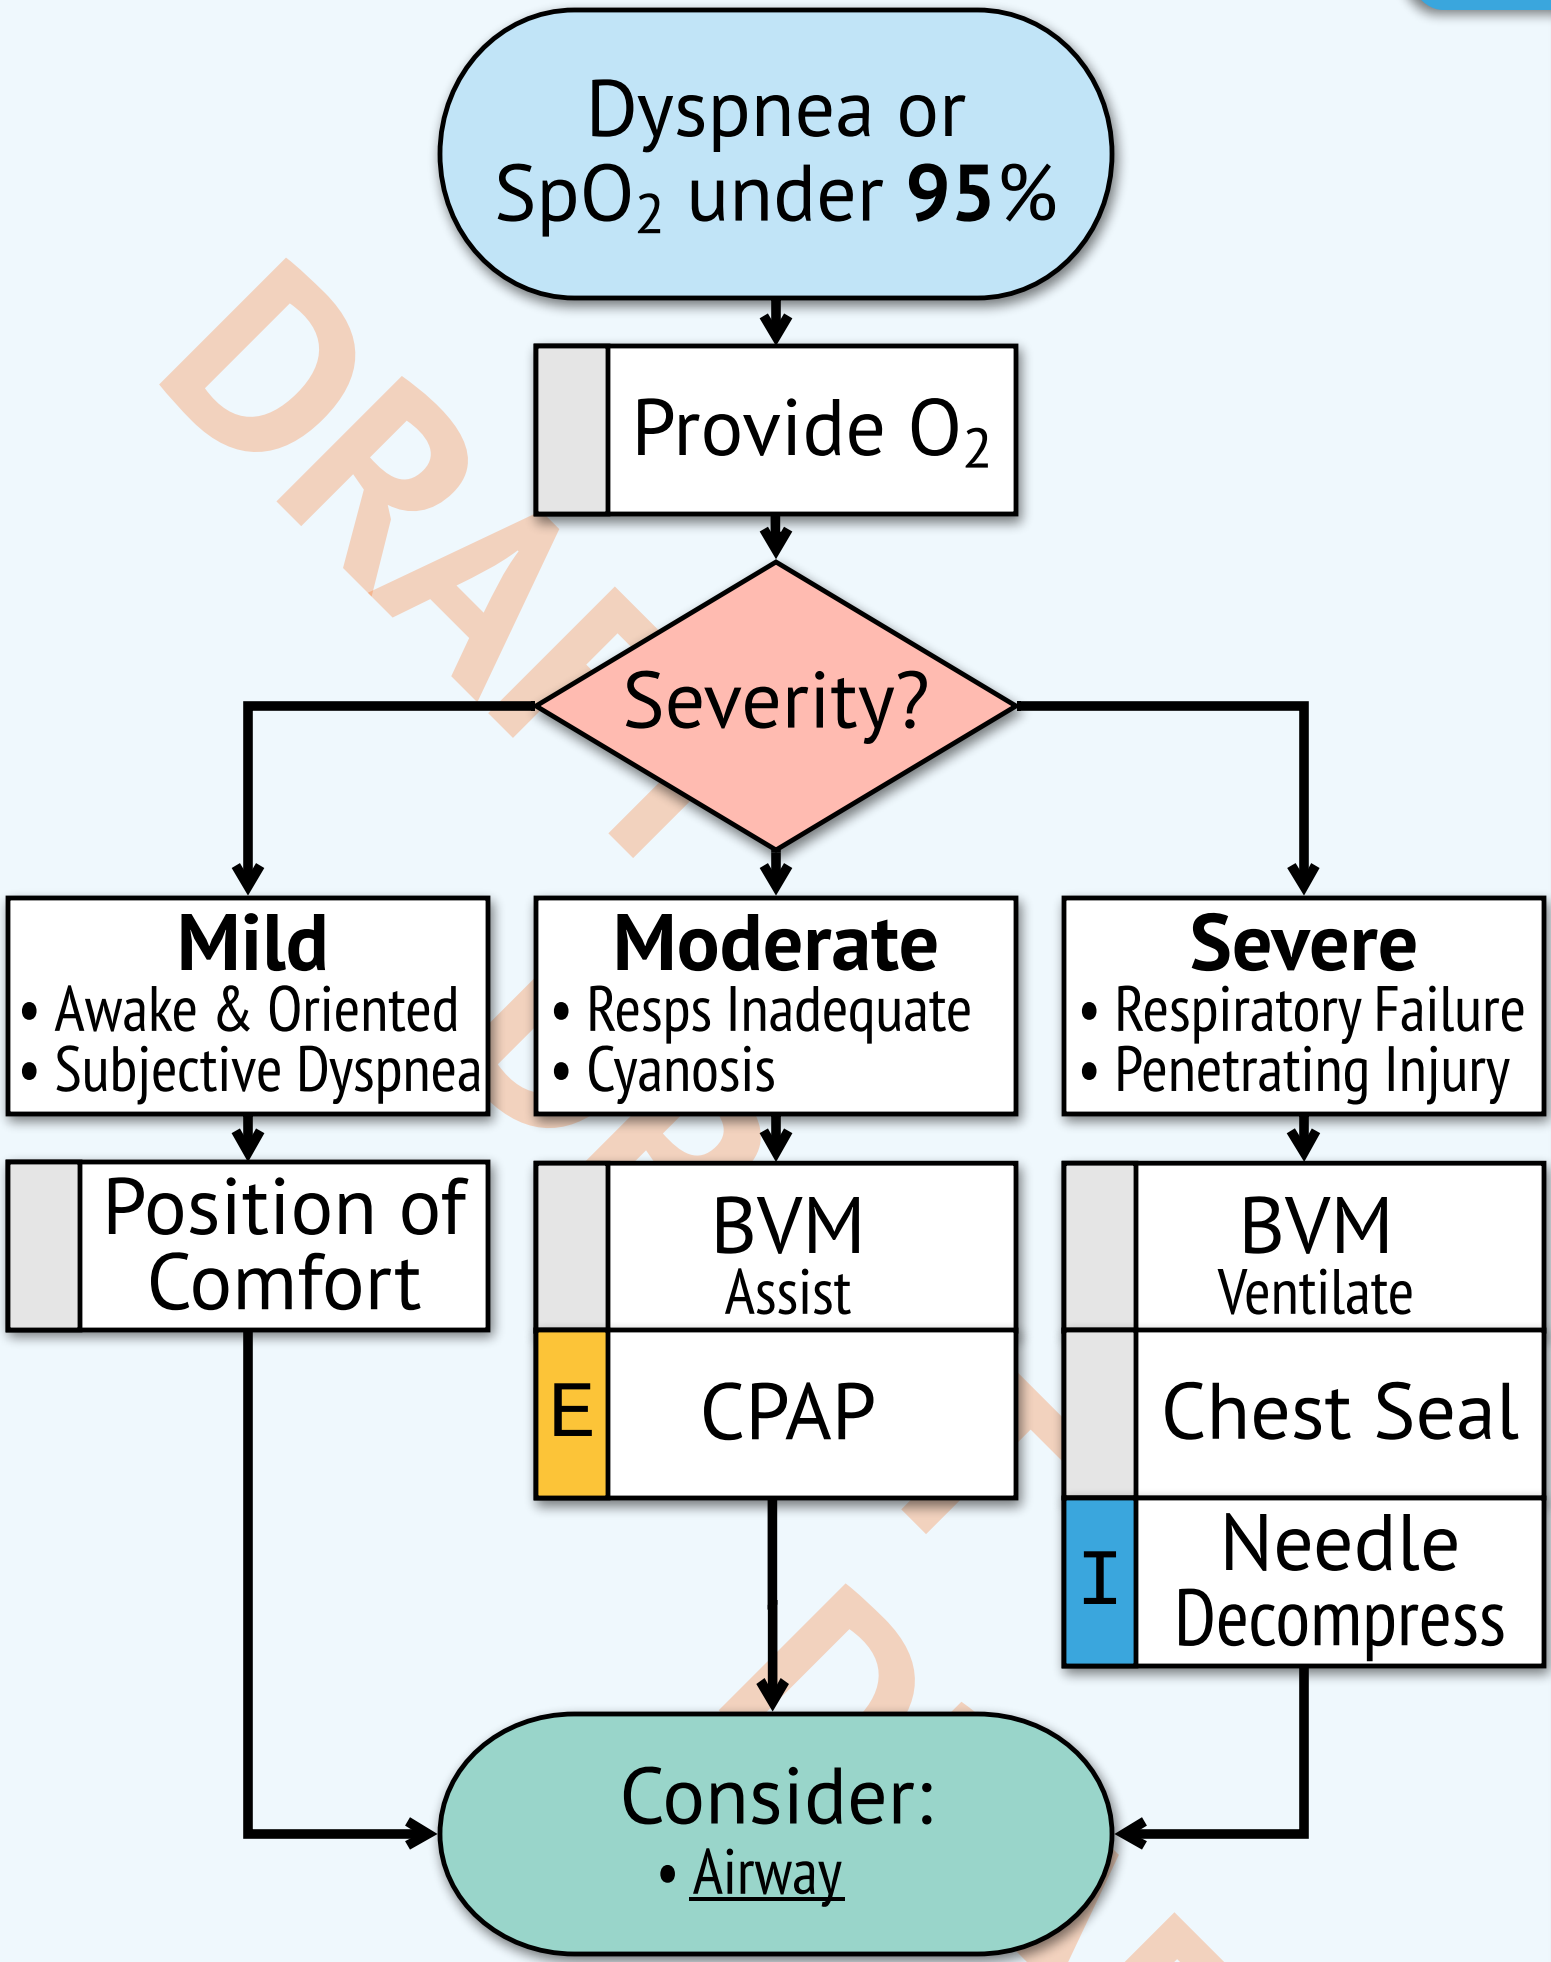 Dyspnea or
SpO₂ under 95%
Provide O₂
Severity?
Mild
• Awake & Oriented
• Subjective Dyspnea
Moderate
• Resps Inadequate
• Cyanosis
Severe
• Respiratory Failure
• Penetrating Injury
Position of
Comfort
BVM
Assist
E
CPAP
BVM
Ventilate
Chest Seal
I
Needle
Decompress
Consider:
• Airway
DRAFT